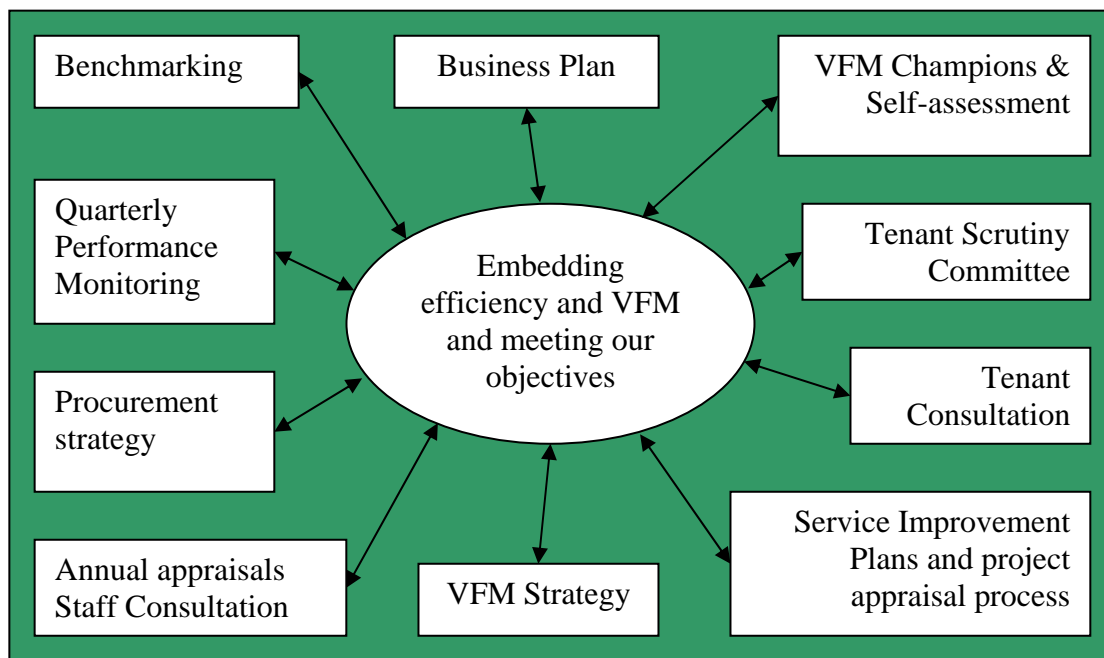 Benchmarking
Business Plan
VFM Champions &
Self-assessment
Quarterly
Performance
Monitoring
Tenant Scrutiny
Committee
Embedding
efficiency and VFM
and meeting our
objectives
Procurement
strategy
Tenant
Consultation
Annual appraisals
Staff Consultation
VFM Strategy
Service Improvement
Plans and project
appraisal process